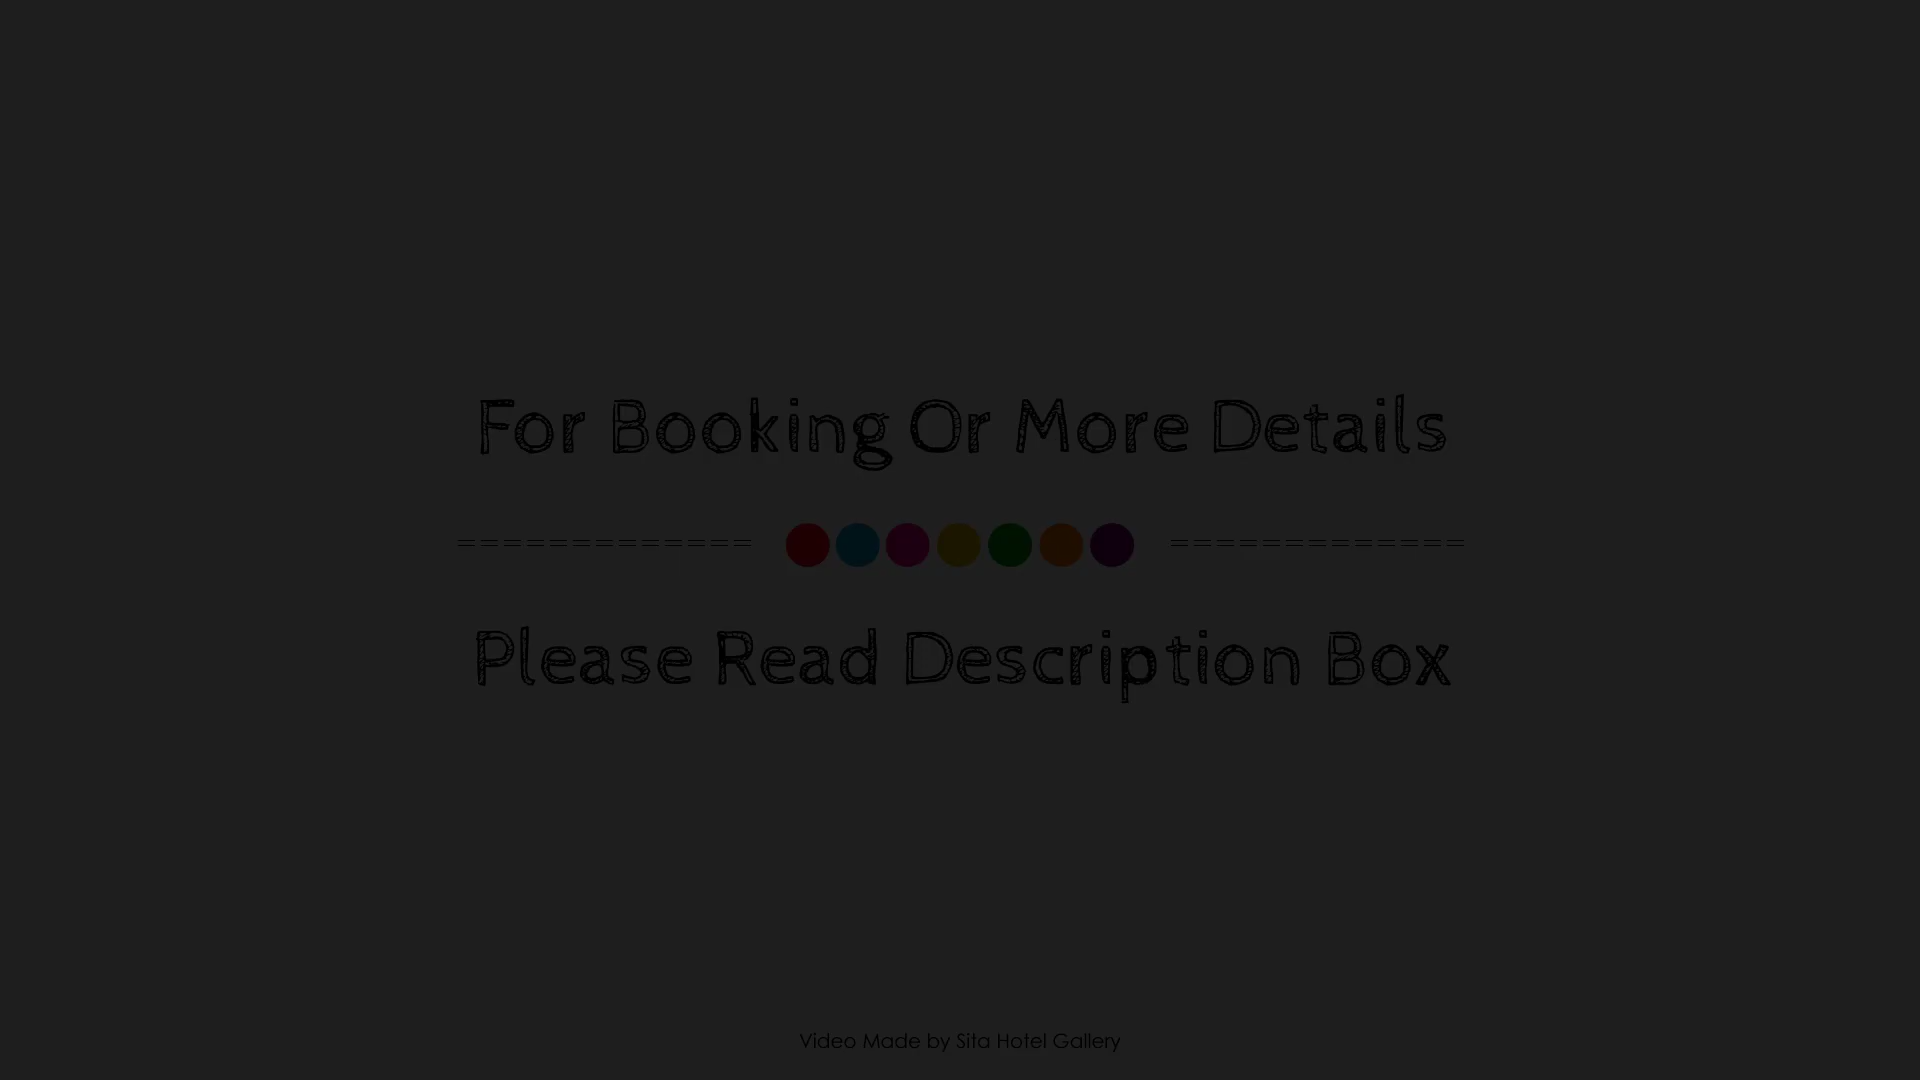 For Booking Or More Details
============= =============
Please Read Description Box
Video Made by Sita Hotel Gallery